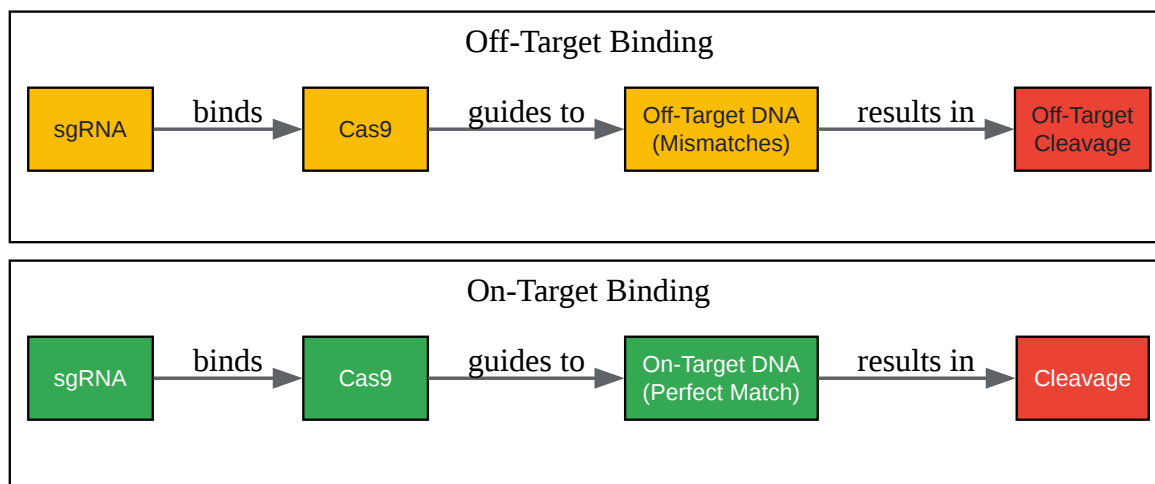 Off-Target Binding
sgRNA
binds
Cas9
guides to
Off-Target DNA
(Mismatches)
results in
Off-Target
Cleavage
On-Target Binding
sgRNA
binds
Cas9
guides to
On-Target DNA
(Perfect Match)
results in
Cleavage